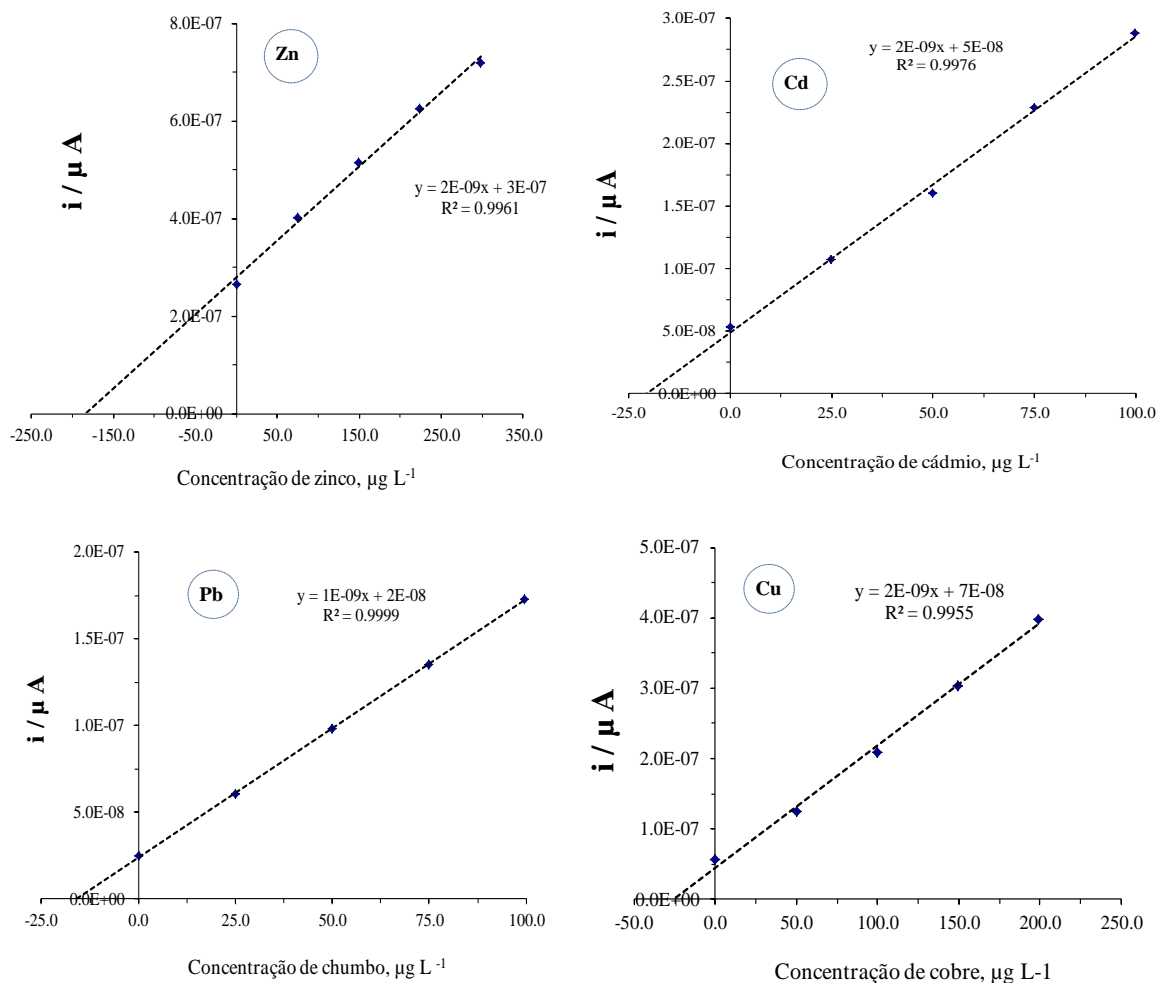 8.0E-07
6.0E-07
4.0E-07
2.0E-07
0.0E+00
-250.0 -150.0 -50.0 50.0 150.0 250.0 350.0
Zn
y = 2E-09x + 3E-07
R² = 0.9961
i / µ A
Concentração de zinco, µg L⁻¹
3.0E-07
2.5E-07
2.0E-07
1.5E-07
1.0E-07
5.0E-08
0.0E+00
-25.0 0.0 25.0 50.0 75.0 100.0
Cd
y = 2E-09x + 5E-08
R² = 0.9976
i / µ A
Concentração de cádmio, µg L⁻¹
2.0E-07
1.5E-07
1.0E-07
5.0E-08
0.0E+00
-25.0 0.0 25.0 50.0 75.0 100.0
Pb
y = 1E-09x + 2E-08
R² = 0.9999
i / µ A
Concentração de chumbo, µg L ⁻¹
5.0E-07
4.0E-07
3.0E-07
2.0E-07
1.0E-07
0.0E+00
-50.0 0.0 50.0 100.0 150.0 200.0 250.0
Cu
y = 2E-09x + 7E-08
R² = 0.9955
i / µ A
Concentração de cobre, µg L-1